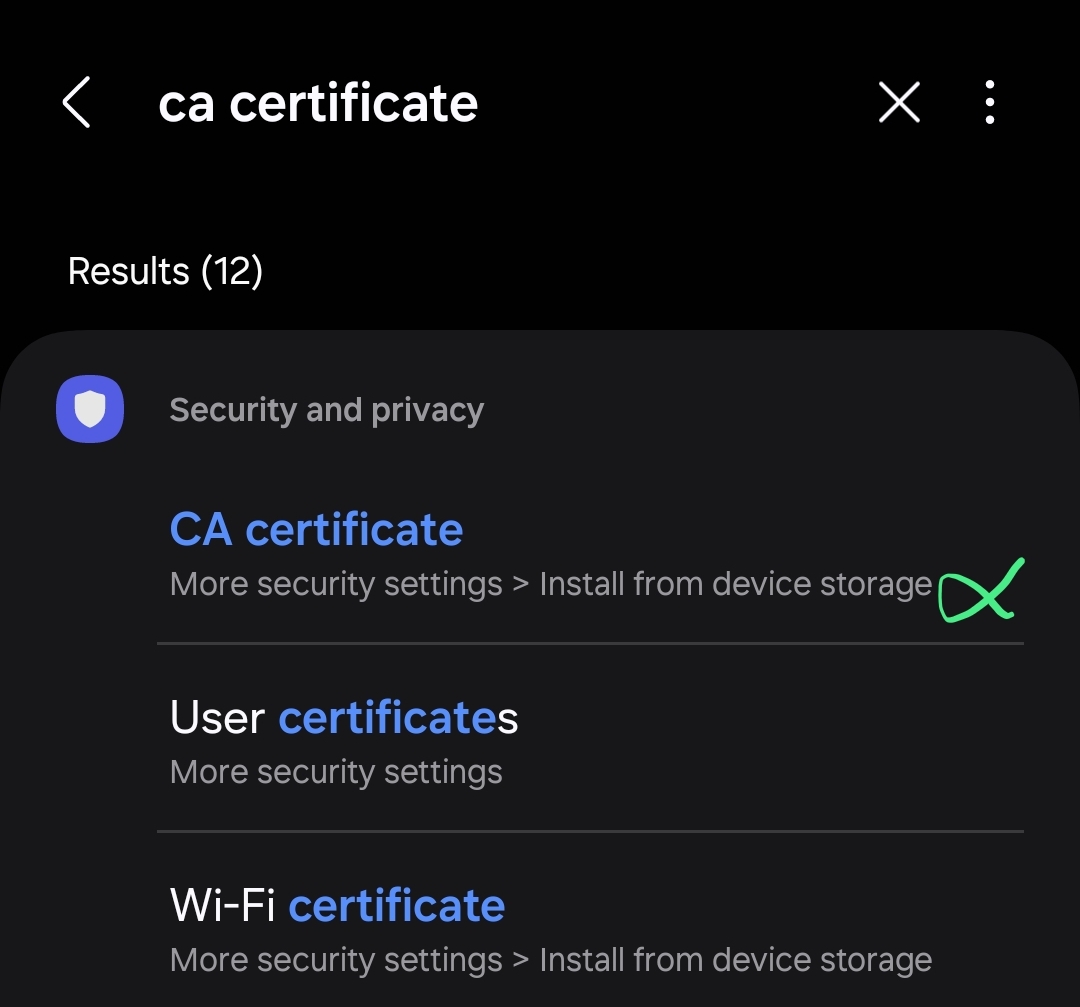 ca certificate
Results (12)
Security and privacy
CA certificate
More security settings > Install from device storage
User certificates
More security settings
Wi-Fi certificate
More security settings > Install from device storage